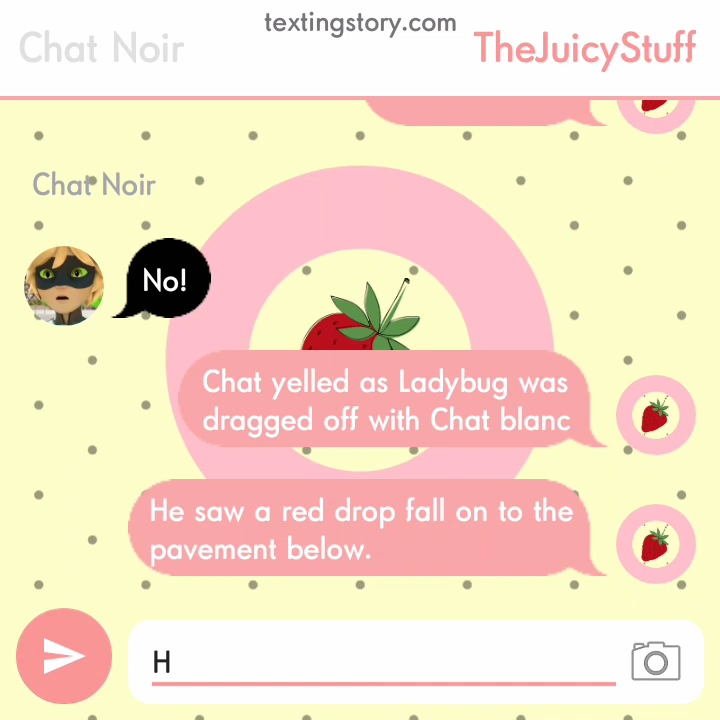 textingstory.com
Chat Noir
TheJuicyStuff
Chat Noir
No!
Chat yelled as Ladybug was
dragged off with Chat blanc
He saw a red drop fall on to the
pavement below.
H